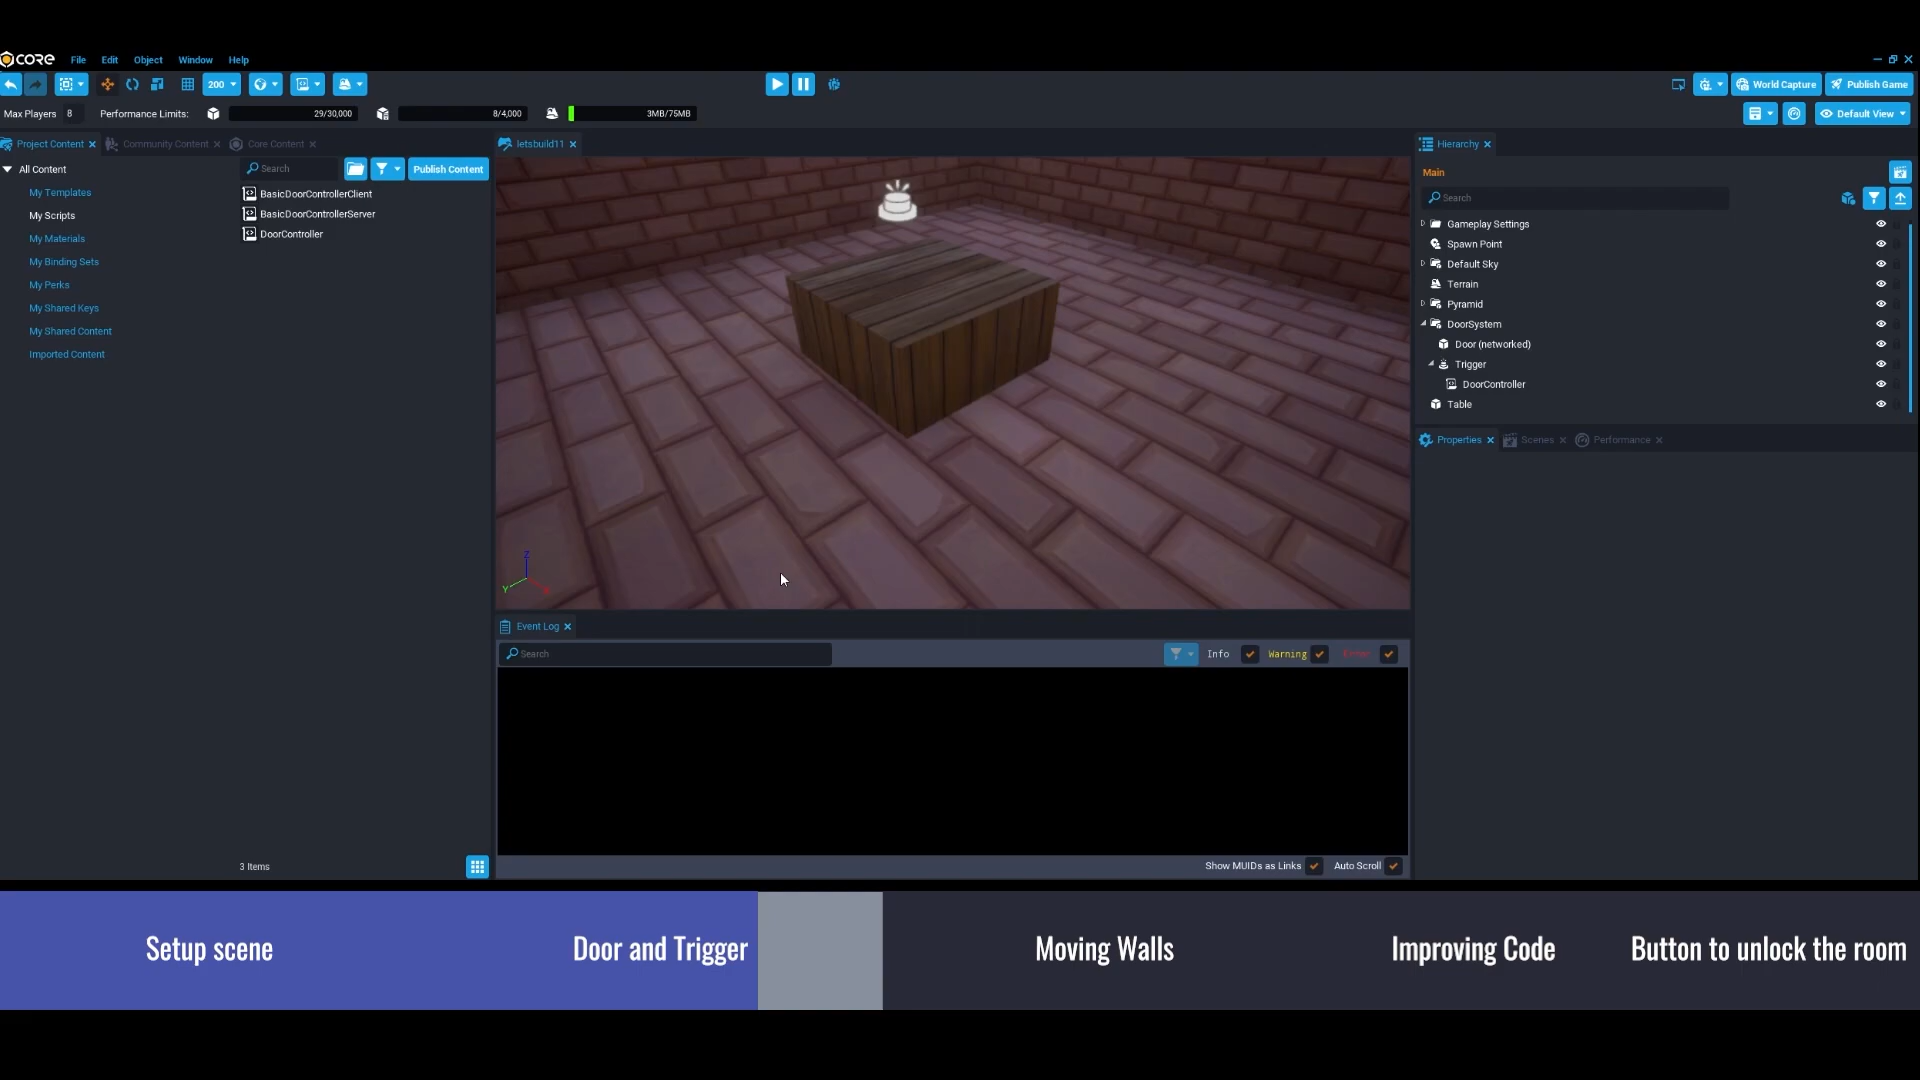 CORE
File Edit Object Window Help
200
World Capture
Publish Game
Max Players 8 Performance Limits: 29/30,000 8/4,000 3MB/75MB
Default View
Project Content
Community Content
Core Content
All Content
Search
Publish Content
My Templates
My Scripts
My Materials
My Binding Sets
My Perks
My Shared Keys
My Shared Content
Imported Content
BasicDoorControllerClient
BasicDoorControllerServer
DoorController
3 Items
letsbuild11
Z
Y
Event Log
Search
Info
Warning
Error
Show MUIDs as Links
Auto Scroll
Hierarchy
Main
Search
Gameplay Settings
Spawn Point
Default Sky
Terrain
Pyramid
DoorSystem
Door (networked)
Trigger
DoorController
Table
Properties
Scenes
Performance
Setup scene
Door and Trigger
Moving Walls
Improving Code
Button to unlock the room